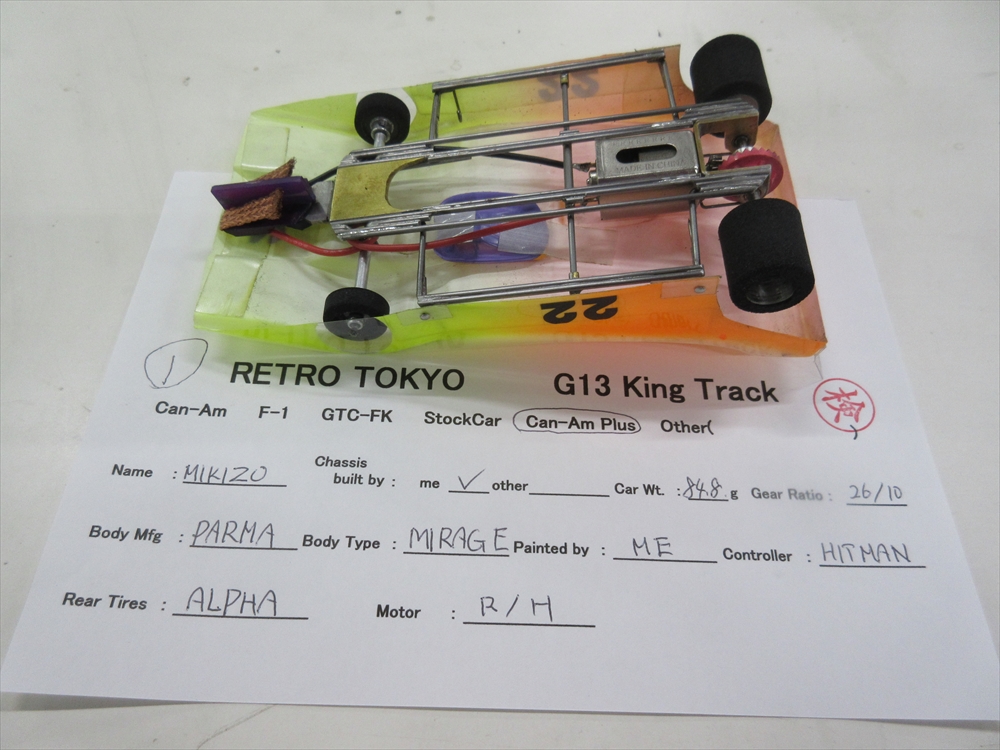 22
22
① RETRO TOKYO G13 King Track
Can-Am F-1 GTC-FK StockCar Can-Am Plus Other( )
検
Name : MIKIZO Chassis built by : me ✓ other Car Wt. : 84.8 g Gear Ratio : 26/10
Body Mfg : PARMA Body Type : MIRAGE Painted by : ME Controller : HITMAN
Rear Tires : ALPHA Motor : R/H